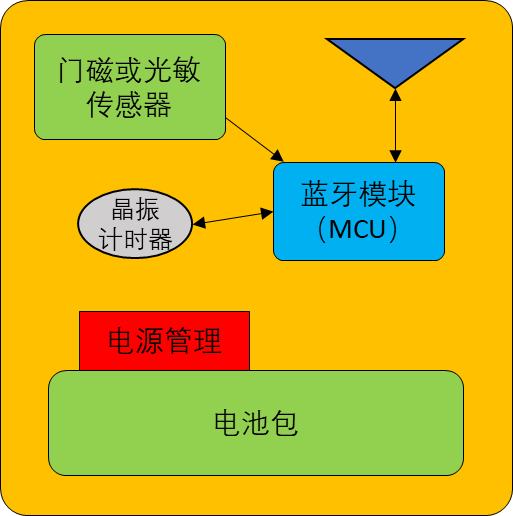 门磁或光敏
传感器
蓝牙模块
（MCU）
晶振
计时器
电源管理
电池包